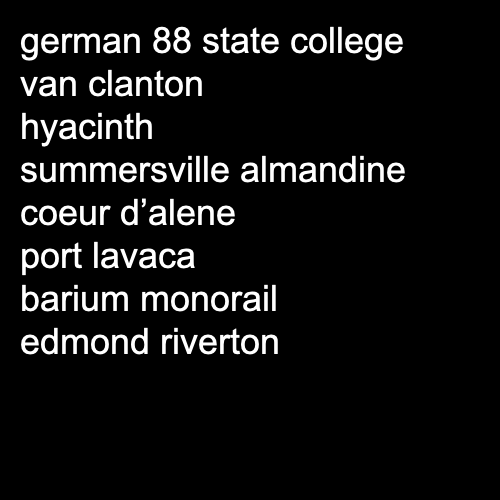 german 88 state college
van clanton
hyacinth
summersville almandine
coeur d’alene
port lavaca
barium monorail
edmond riverton